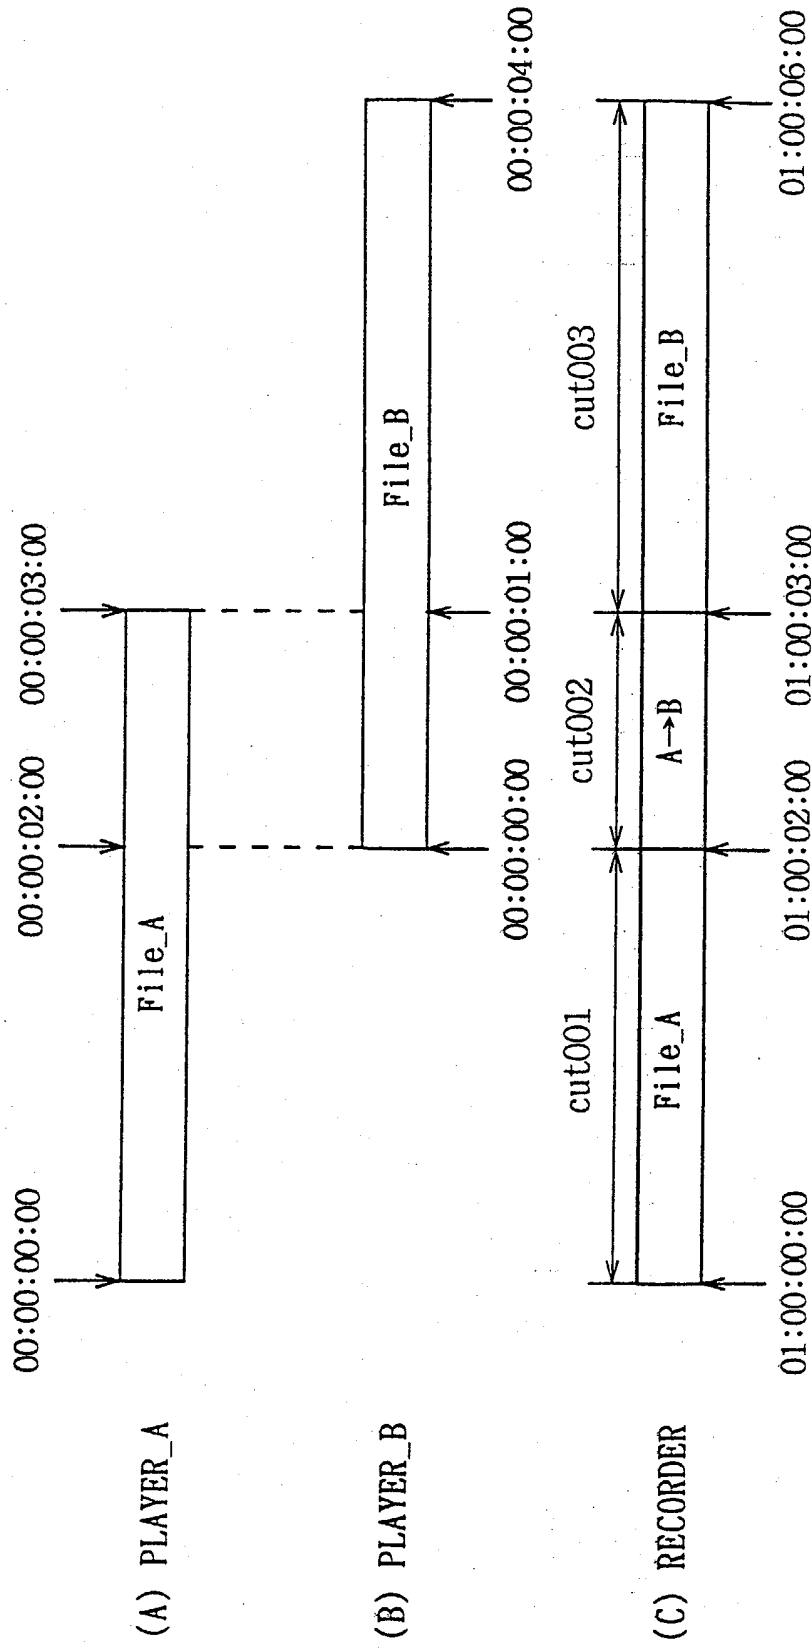 00:00:00:00 00:00:02:00 00:00:03:00
(A) PLAYER_A File_A
(B) PLAYER_B File_B
00:00:00:00 00:00:01:00 00:00:04:00
cut001 cut002 cut003
(C) RECORDER File_A A→B File_B
01:00:00:00 01:00:02:00 01:00:03:00 01:00:06:00